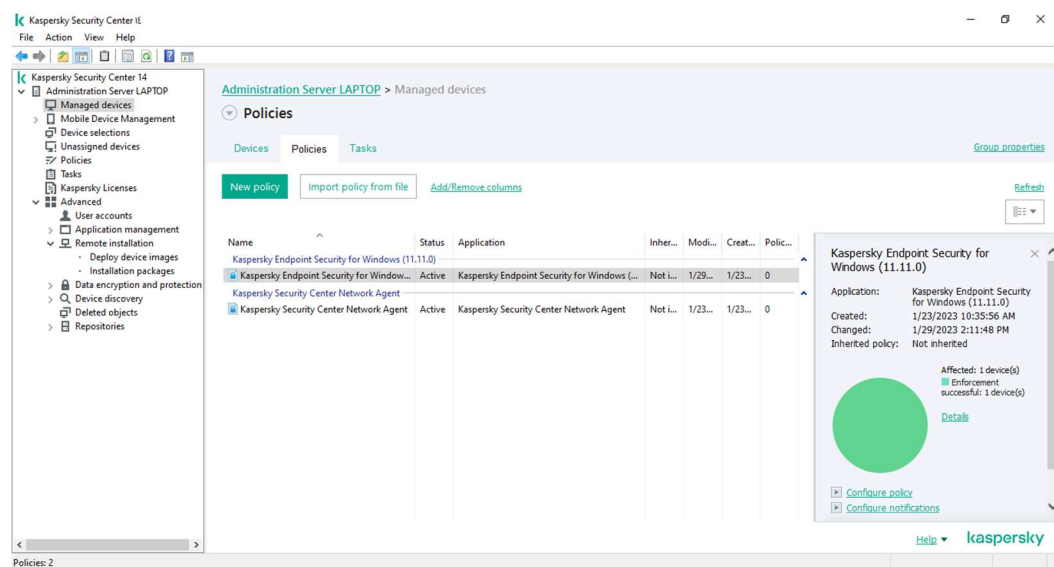 Kaspersky Security Center
File Action View Help
Kaspersky Security Center 14
Administration Server LAPTOP
Managed devices
Mobile Device Management
Device selections
Unassigned devices
Policies
Tasks
Kaspersky Licenses
Advanced
User accounts
Application management
Remote installation
Deploy device images
Installation packages
Data encryption and protection
Device discovery
Deleted objects
Repositories
Administration Server LAPTOP > Managed devices
Policies
Devices Policies Tasks
Group properties
New policy Import policy from file Add/Remove columns
Refresh
Name Status Application Inher... Modi... Creat... Polic...
Kaspersky Endpoint Security for Windows (11.11.0)
Kaspersky Endpoint Security for Window... Active Kaspersky Endpoint Security for Windows (... Not i... 1/29... 1/23... 0
Kaspersky Security Center Network Agent
Kaspersky Security Center Network Agent Active Kaspersky Security Center Network Agent Not i... 1/23... 1/23... 0
Kaspersky Endpoint Security for
Windows (11.11.0)
Application: Kaspersky Endpoint Security
for Windows (11.11.0)
Created: 1/23/2023 10:35:56 AM
Changed: 1/29/2023 2:11:48 PM
Inherited policy: Not inherited
Affected: 1 device(s)
Enforcement
successful: 1 device(s)
Details
Configure policy
Configure notifications
Help
kaspersky
Policies: 2